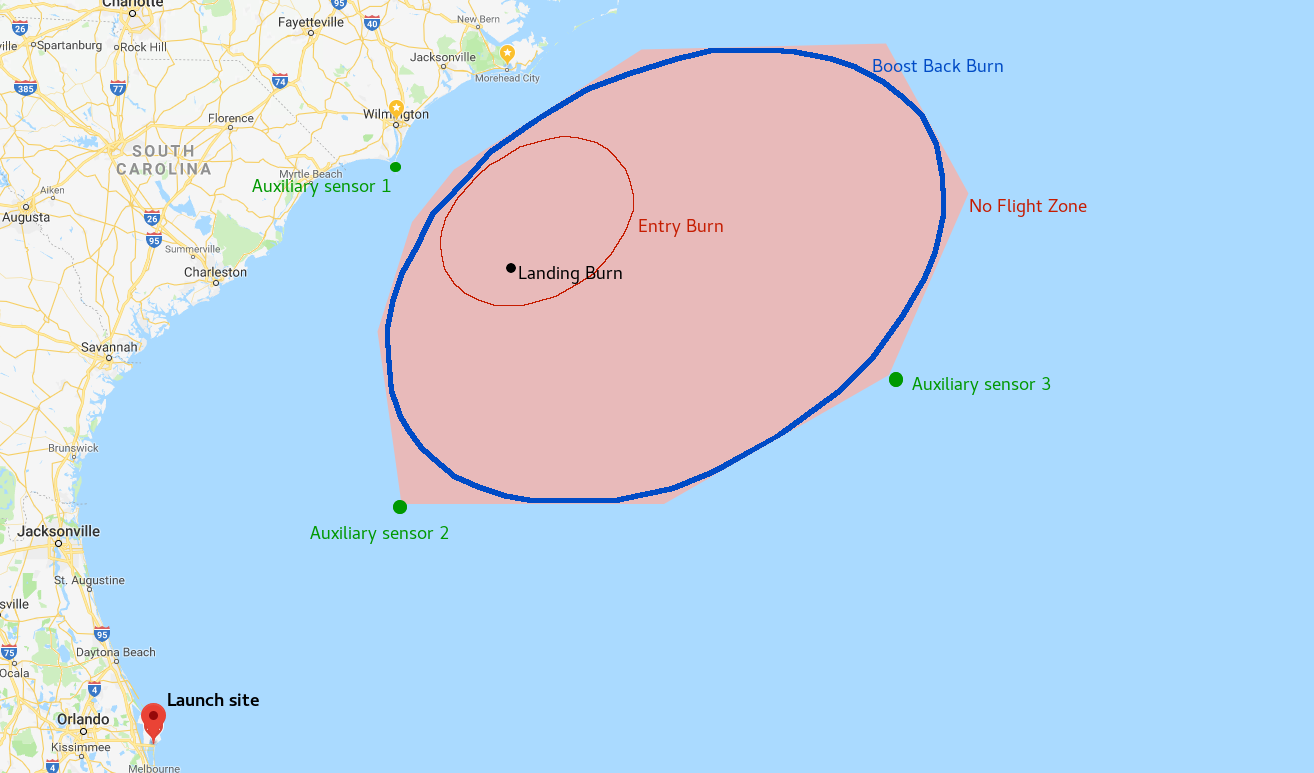 Charlotte
95
26
Fayetteville
40
New Bern
ville
Spartanburg
Rock Hill
Jacksonville
74
Morehead City
385
77
Wilmington
Florence
SOUTH
CAROLINA
Myrtle Beach
Auxiliary sensor 1
Aiken
Augusta
26
95
Summerville
Charleston
Savannah
Brunswick
Jacksonville
St. Augustine
sville
95
75
Daytona Beach
Ocala
4
Launch site
Orlando
Kissimmee
4
Melbourne
Boost Back Burn
No Flight Zone
Entry Burn
Landing Burn
Auxiliary sensor 3
Auxiliary sensor 2